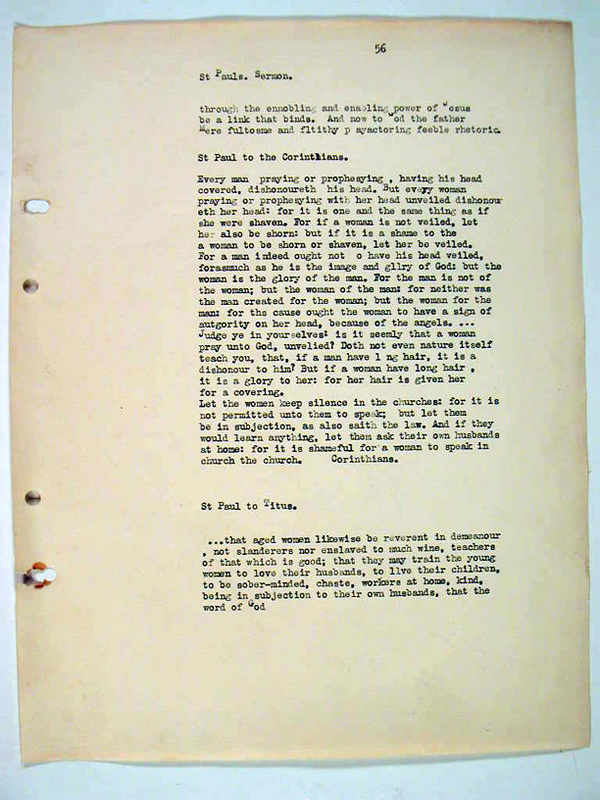 56
St Pauls. Sermon.
through the ennobling and enabling power of Jesus
be a link that binds. And now to God the father
Mere fultosme and fltithy p ayactoring feeble rhetoric.
St Paul to the Corinthians.
Every man praying or prophesying , having his head
covered, dishonoureth his head. But every woman
praying or prophesying with her head unveiled dishonour
eth her head: for it is one and the same thing as if
she were shaven. For if a woman is not veiled, let
her also be shorn: but if it is a shame to the
a woman to be shorn or shaven, let her be veiled.
For a man indeed ought not o have his head veiled,
forasmuch as he is the image and gllry of God: but the
woman is the glory of the man. For the man is not of
the woman; but the woman of the man: for neither was
the man created for the woman; but the woman for the
man: for the cause ought the woman to have a sign of
autgority on her head, because of the angels. ...
Judge ye in yourselves: is it seemly that a woman
pray unto God, unvelied? Doth not even nature itself
teach you, that, if a man have l ng hair, it is a
dishonour to him? But if a woman have long hair ,
it is a glory to her: for her hair is given her
for a covering.
Let the women keep silence in the churches: for it is
not permitted unto them to speak; but let them
be in subjection, as also saith the law. And if they
would learn anything, let them ask their own husbands
at home: for it is shameful for a woman to speak in
church the church. Corinthians.
St Paul to Titus.
...that aged women likewise be reverent in demeanour
, not slanderers nor enslaved to much wine, teachers
of that which is good; that they may train the young
women to love their husbands, to live their children,
to be sober-minded, chaste, workers at home, kind,
being in subjection to their own husbands, that the
word of God